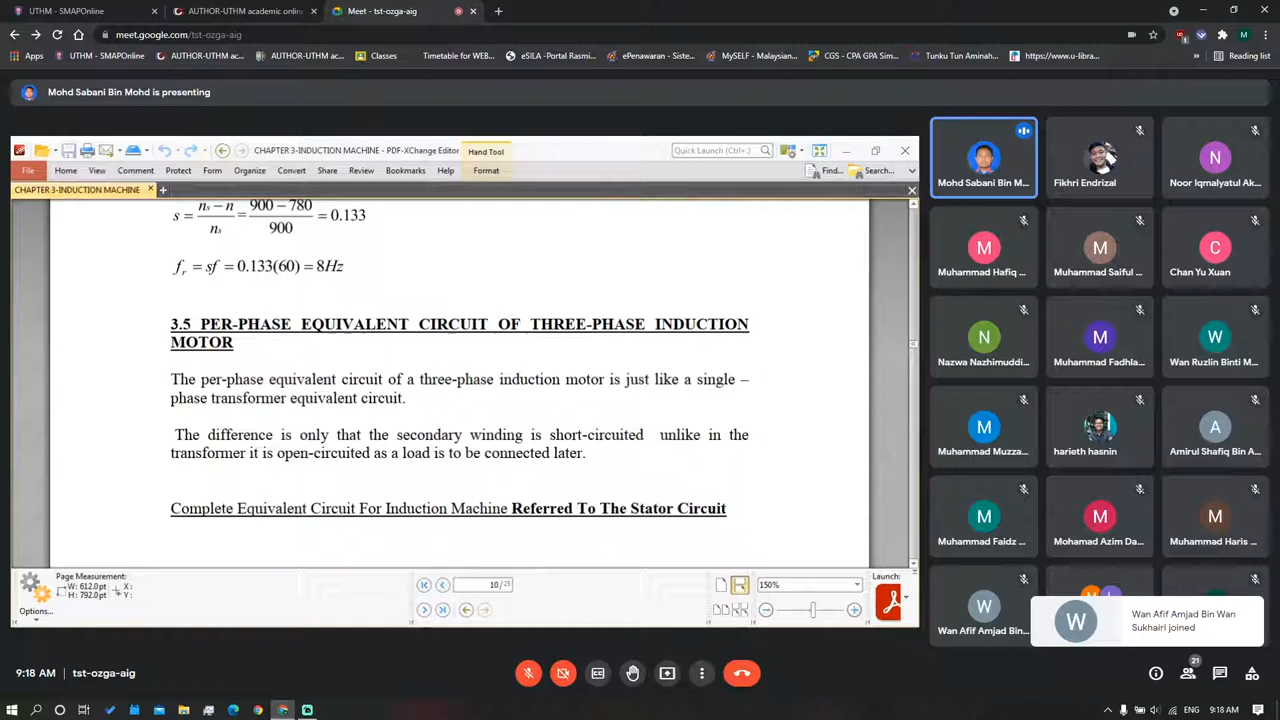 UTHM - SMAPOnline
AUTHOR-UTHM academic onlin
Meet - tst-ozga-aig
meet.google.com/tst-ozga-aig
Apps
UTHM - SMAPOnline
AUTHOR-UTHM ac...
AUTHOR-UTHM ac...
Classes
Timetable for WEB...
eSILA -Portal Rasmi...
ePenawaran - Siste...
MySELF - Malaysian...
CGS - CPA GPA Sim...
Tunku Tun Aminah...
https://www.u-libra...
»
Reading list
Mohd Sabani Bin Mohd is presenting
CHAPTER 3-INDUCTION MACHINE - PDF-XChange Editor
Hand Tool
Quick Launch (Ctrl+.)
File
Home
View
Comment
Protect
Form
Organize
Convert
Share
Review
Bookmarks
Help
Format
Find...
Search...
CHAPTER 3-INDUCTION MACHINE
s = (ns − n)/ns = (900 − 780)/900 = 0.133
fr = sf = 0.133(60) = 8Hz
3.5 PER-PHASE EQUIVALENT CIRCUIT OF THREE-PHASE INDUCTION
MOTOR
The per-phase equivalent circuit of a three-phase induction motor is just like a single –
phase transformer equivalent circuit.
The difference is only that the secondary winding is short-circuited unlike in the
transformer it is open-circuited as a load is to be connected later.
Complete Equivalent Circuit For Induction Machine Referred To The Stator Circuit
Page Measurement:
W: 612.0 pt X:
H: 792.0 pt Y:
Options...
10/25
150%
Launch:
Mohd Sabani Bin M...
Fikhri Endrizal
N
Noor Iqmalyatul Ak...
M
Muhammad Hafiq ...
M
Muhammad Saiful ...
C
Chan Yu Xuan
N
Nazwa Nazhimuddi...
M
Muhammad Fadhla...
W
Wan Ruzlin Binti M...
M
Muhammad Muzza...
harieth hasnin
A
Amirul Shafiq Bin A...
M
Muhammad Faidz ...
M
Mohamad Azim Da...
M
Muhammad Haris ...
W
Wan Afif Amjad Bin...
W
Wan Afif Amjad Bin Wan
Sukhairi joined
9:18 AM
tst-ozga-aig
21
ENG
9:18 AM